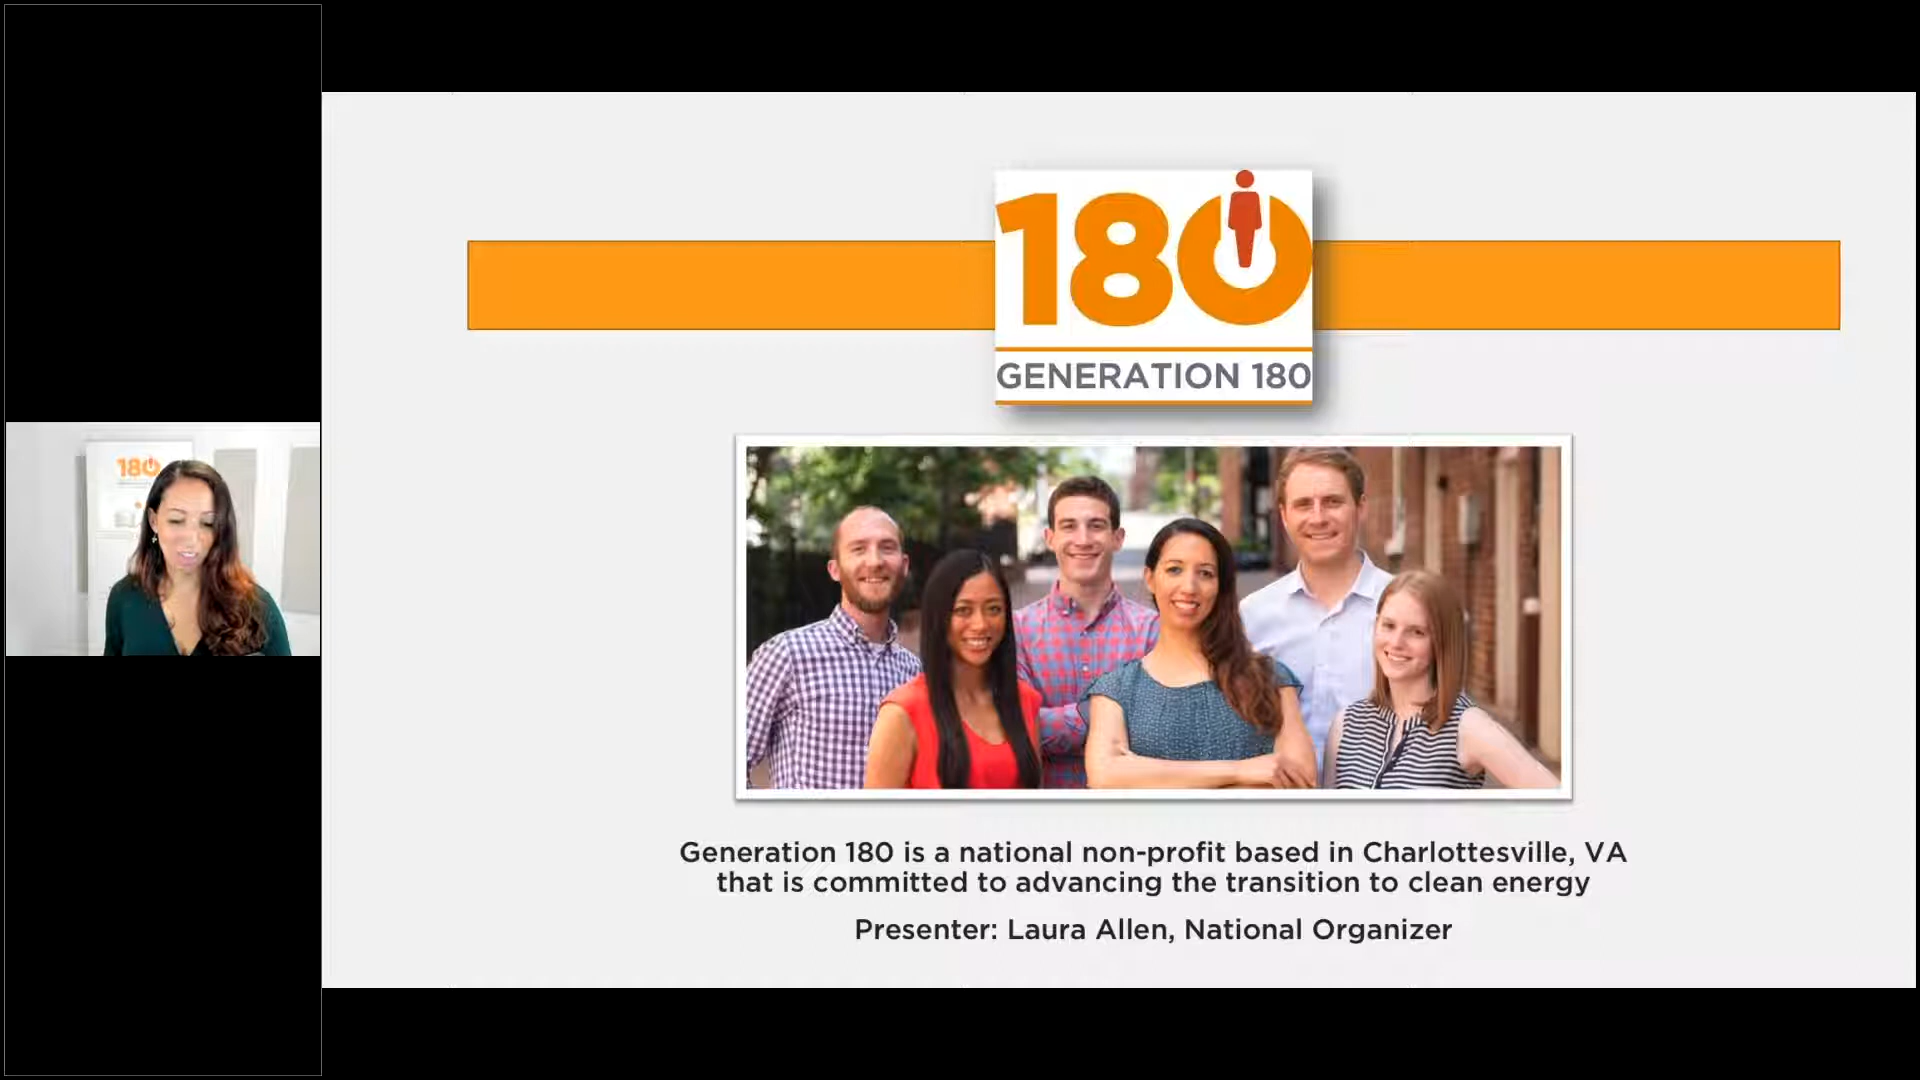 180
180
GENERATION 180
Generation 180 is a national non-profit based in Charlottesville, VA
that is committed to advancing the transition to clean energy
Presenter: Laura Allen, National Organizer